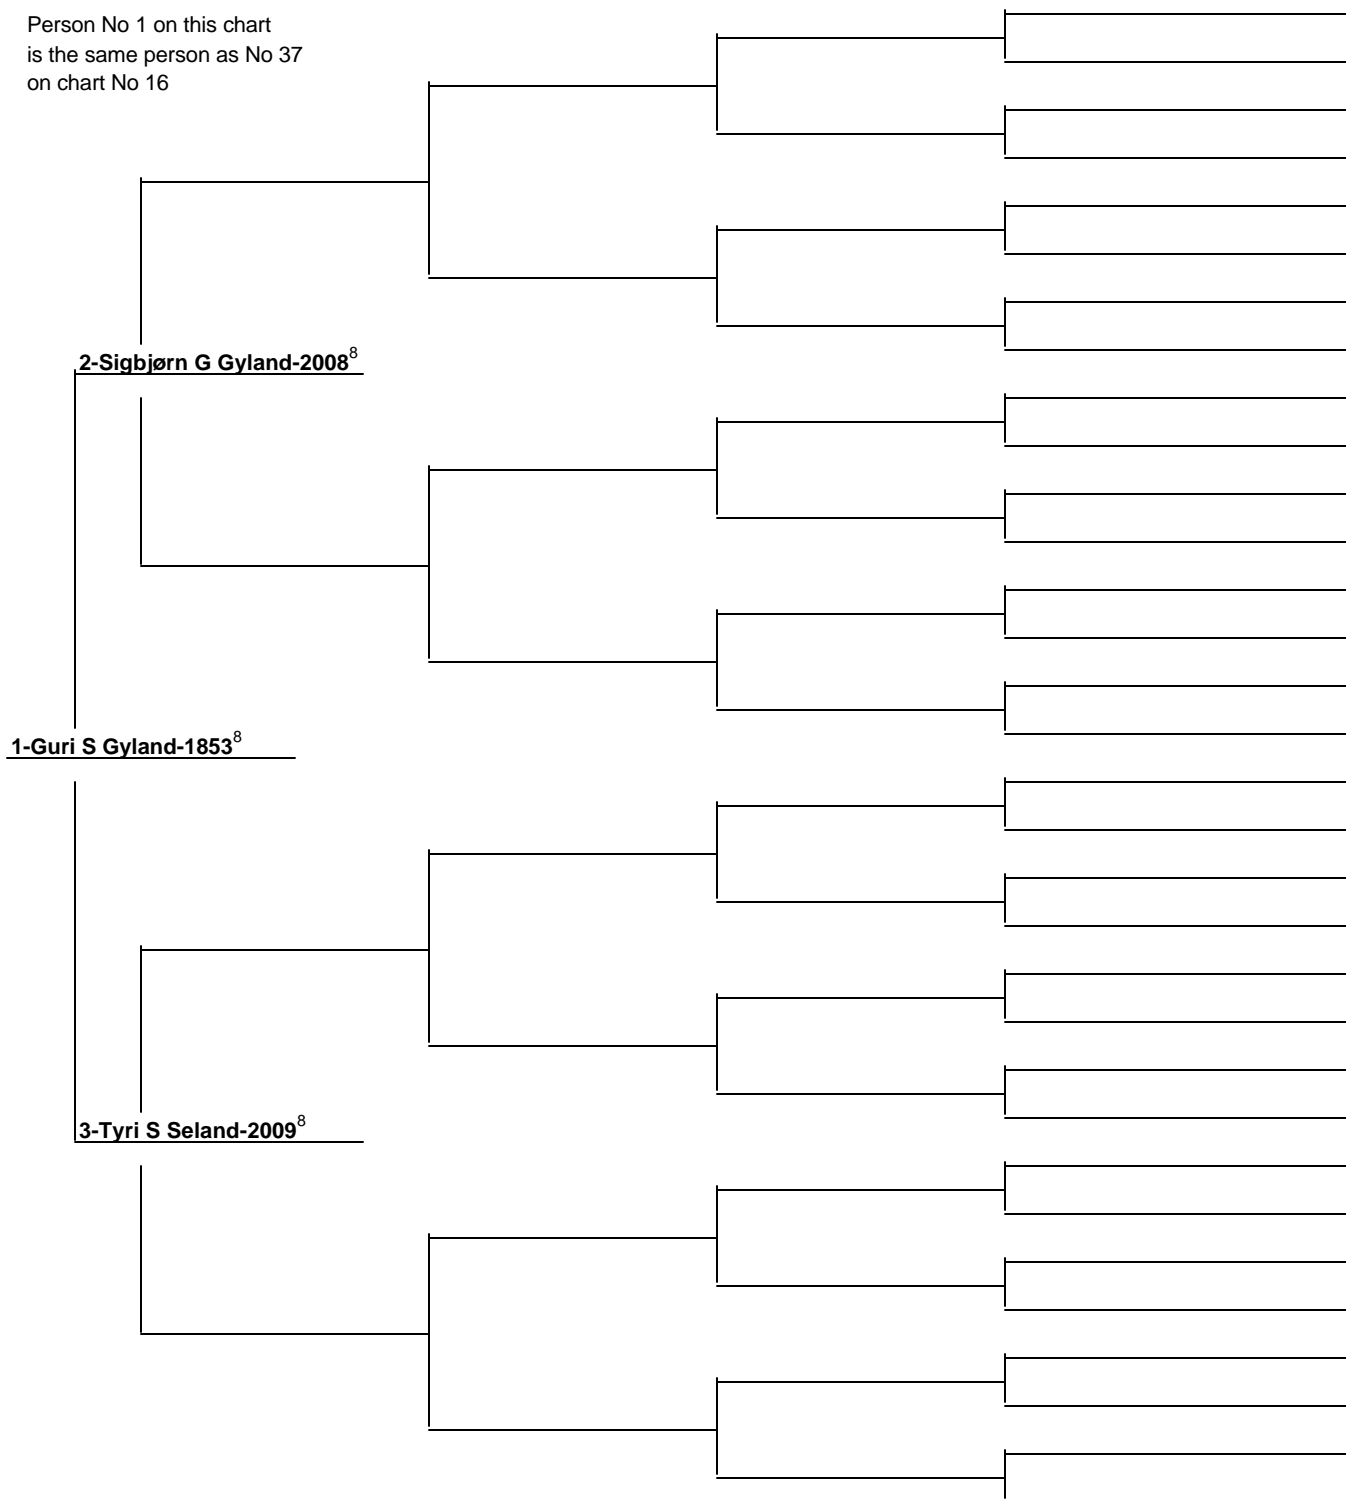 Person No 1 on this chart
is the same person as No 37
on chart No 16
2-Sigbjørn G Gyland-2008⁸
1-Guri S Gyland-1853⁸
3-Tyri S Seland-2009⁸